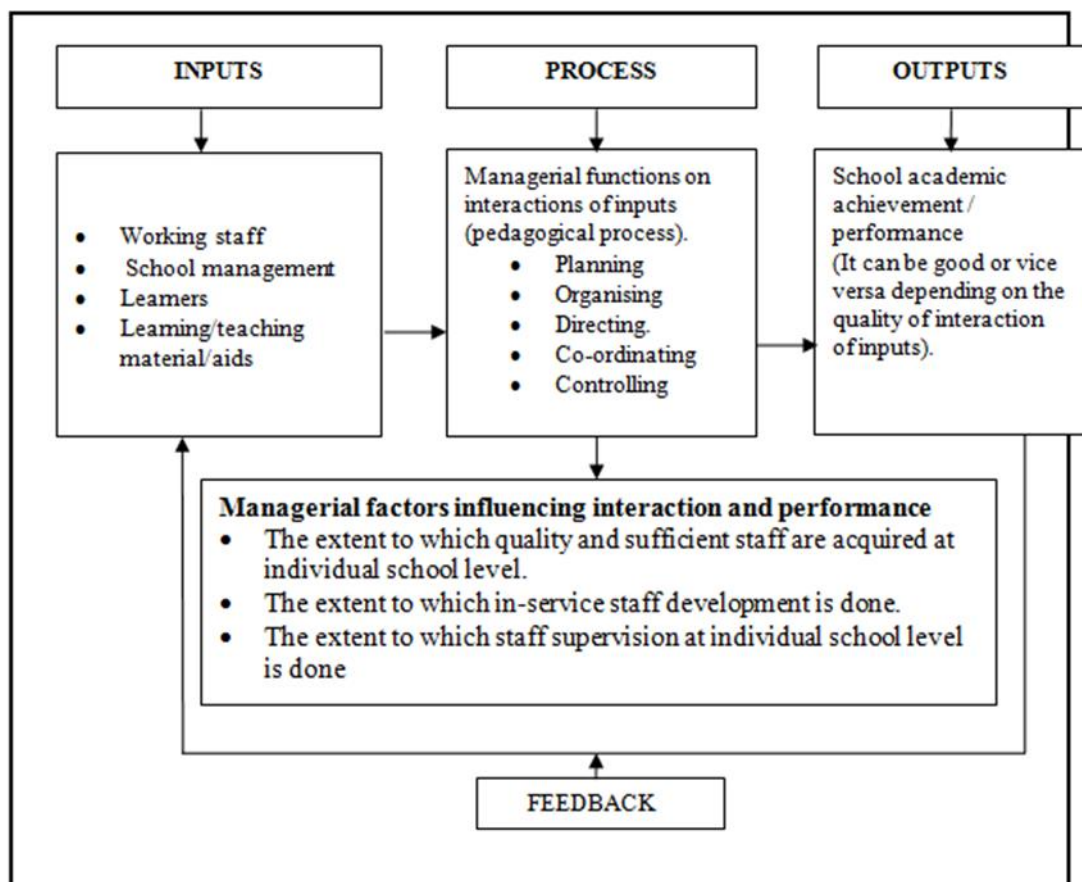 INPUTS
PROCESS
OUTPUTS
• Working staff
• School management
• Learners
• Learning/teaching
material/aids
Managerial functions on
interactions of inputs
(pedagogical process).
• Planning
• Organising
• Directing.
• Co-ordinating
• Controlling
School academic
achievement /
performance
(It can be good or vice
versa depending on the
quality of interaction
of inputs).
Managerial factors influencing interaction and performance
• The extent to which quality and sufficient staff are acquired at
individual school level.
• The extent to which in-service staff development is done.
• The extent to which staff supervision at individual school level
is done
FEEDBACK